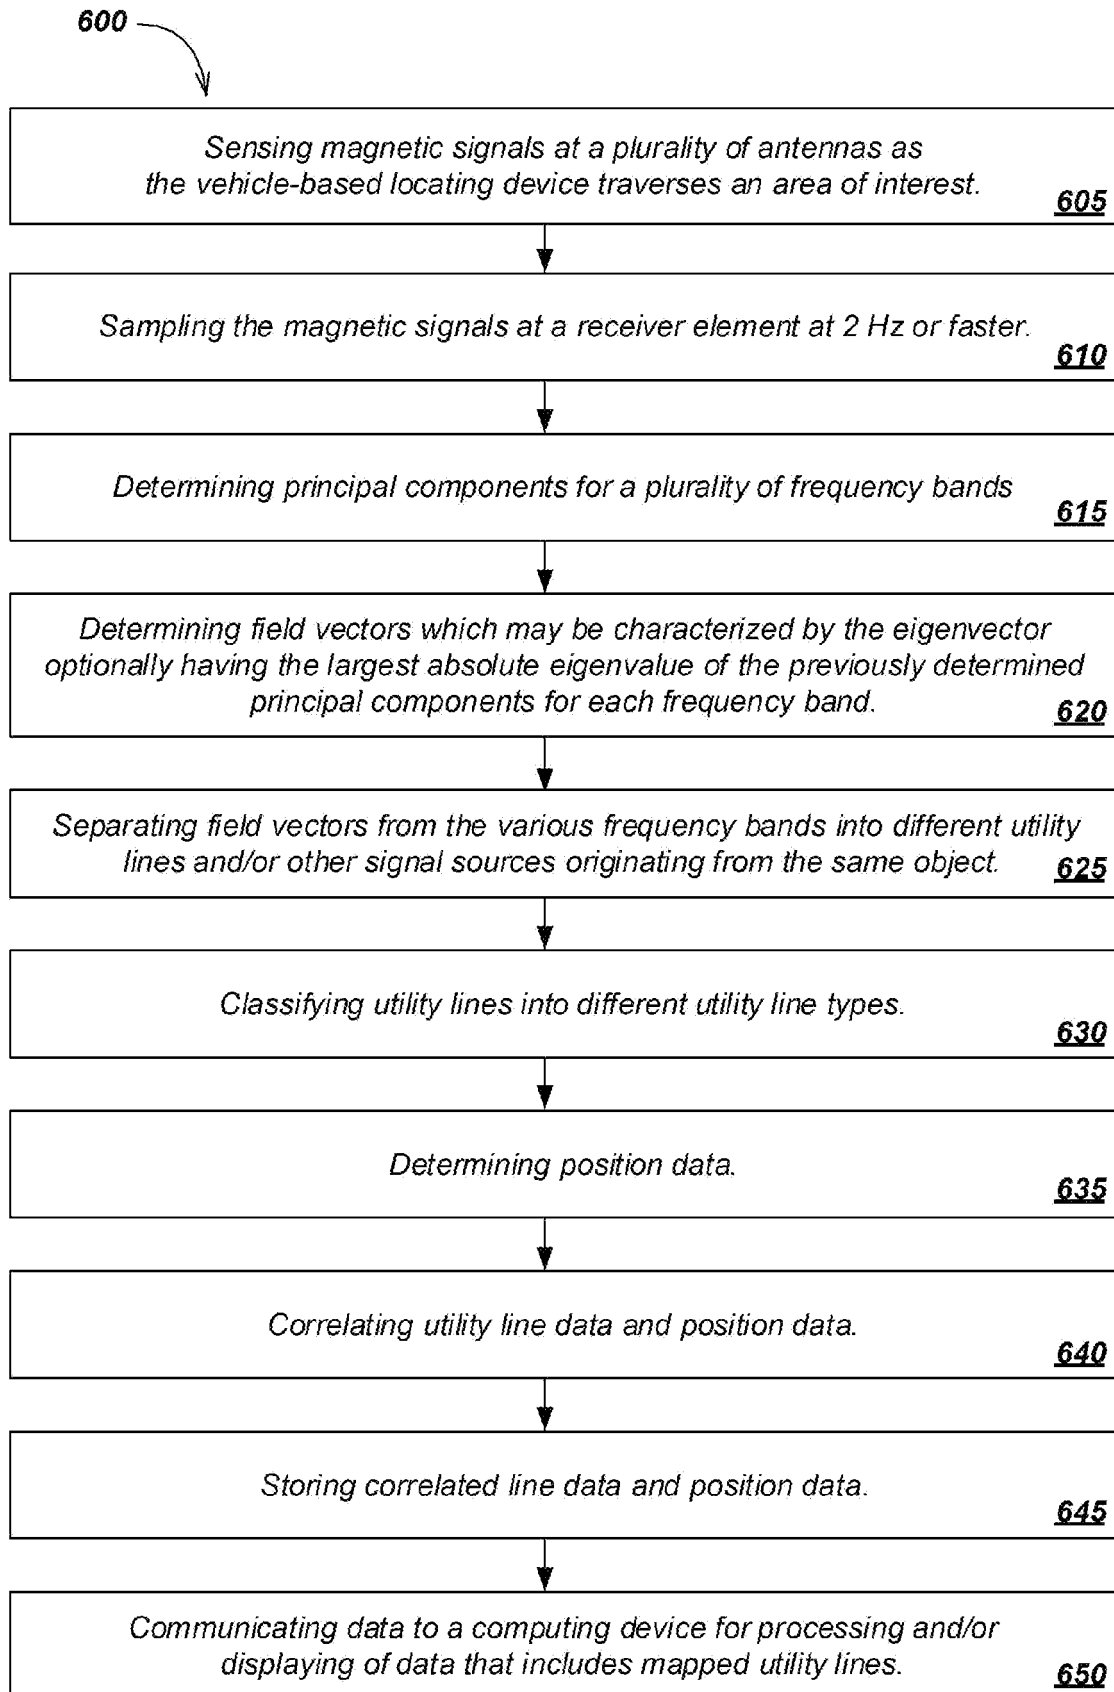 600
Sensing magnetic signals at a plurality of antennas as
the vehicle-based locating device traverses an area of interest.
605
Sampling the magnetic signals at a receiver element at 2 Hz or faster.
610
Determining principal components for a plurality of frequency bands
615
Determining field vectors which may be characterized by the eigenvector
optionally having the largest absolute eigenvalue of the previously determined
principal components for each frequency band.
620
Separating field vectors from the various frequency bands into different utility
lines and/or other signal sources originating from the same object.
625
Classifying utility lines into different utility line types.
630
Determining position data.
635
Correlating utility line data and position data.
640
Storing correlated line data and position data.
645
Communicating data to a computing device for processing and/or
displaying of data that includes mapped utility lines.
650